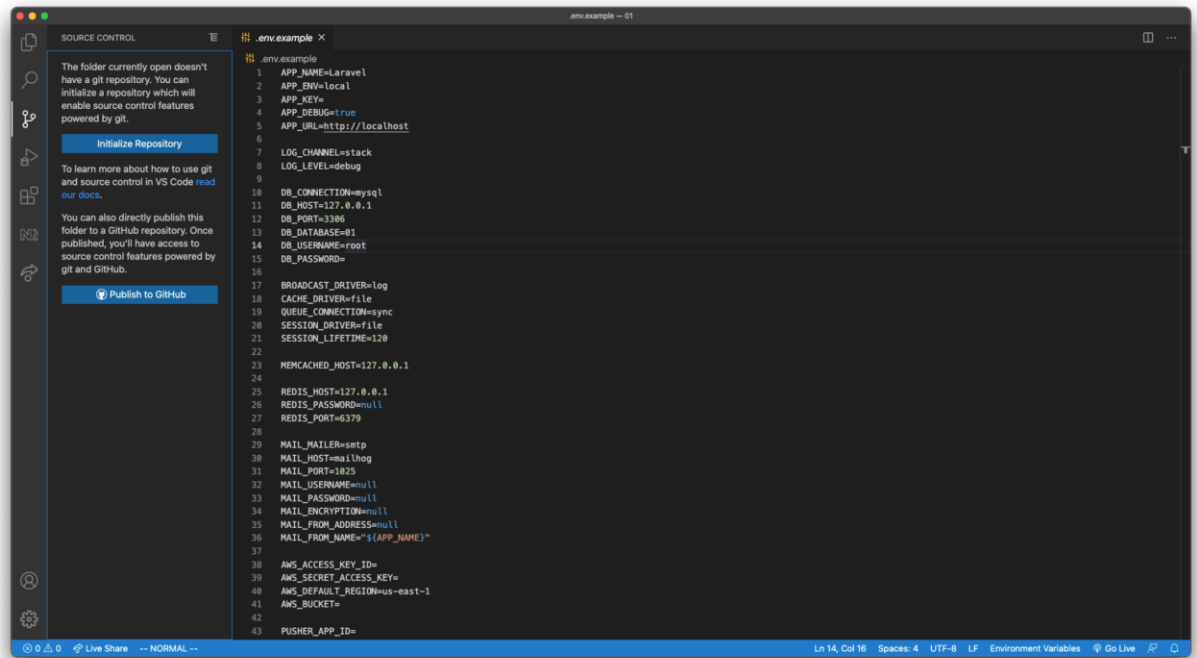 .env.example — 01
SOURCE CONTROL
The folder currently open doesn't
have a git repository. You can
initialize a repository which will
enable source control features
powered by git.
Initialize Repository
To learn more about how to use git
and source control in VS Code read
our docs.
You can also directly publish this
folder to a GitHub repository. Once
published, you'll have access to
source control features powered by
git and GitHub.
Publish to GitHub
.env.example ×
.env.example
1 APP_NAME=Laravel
2 APP_ENV=local
3 APP_KEY=
4 APP_DEBUG=true
5 APP_URL=http://localhost
6
7 LOG_CHANNEL=stack
8 LOG_LEVEL=debug
9
10 DB_CONNECTION=mysql
11 DB_HOST=127.0.0.1
12 DB_PORT=3306
13 DB_DATABASE=01
14 DB_USERNAME=root
15 DB_PASSWORD=
16
17 BROADCAST_DRIVER=log
18 CACHE_DRIVER=file
19 QUEUE_CONNECTION=sync
20 SESSION_DRIVER=file
21 SESSION_LIFETIME=120
22
23 MEMCACHED_HOST=127.0.0.1
24
25 REDIS_HOST=127.0.0.1
26 REDIS_PASSWORD=null
27 REDIS_PORT=6379
28
29 MAIL_MAILER=smtp
30 MAIL_HOST=mailhog
31 MAIL_PORT=1025
32 MAIL_USERNAME=null
33 MAIL_PASSWORD=null
34 MAIL_ENCRYPTION=null
35 MAIL_FROM_ADDRESS=null
36 MAIL_FROM_NAME="${APP_NAME}"
37
38 AWS_ACCESS_KEY_ID=
39 AWS_SECRET_ACCESS_KEY=
40 AWS_DEFAULT_REGION=us-east-1
41 AWS_BUCKET=
42
43 PUSHER_APP_ID=
0 0 Live Share -- NORMAL -- Ln 14, Col 16 Spaces: 4 UTF-8 LF Environment Variables Go Live